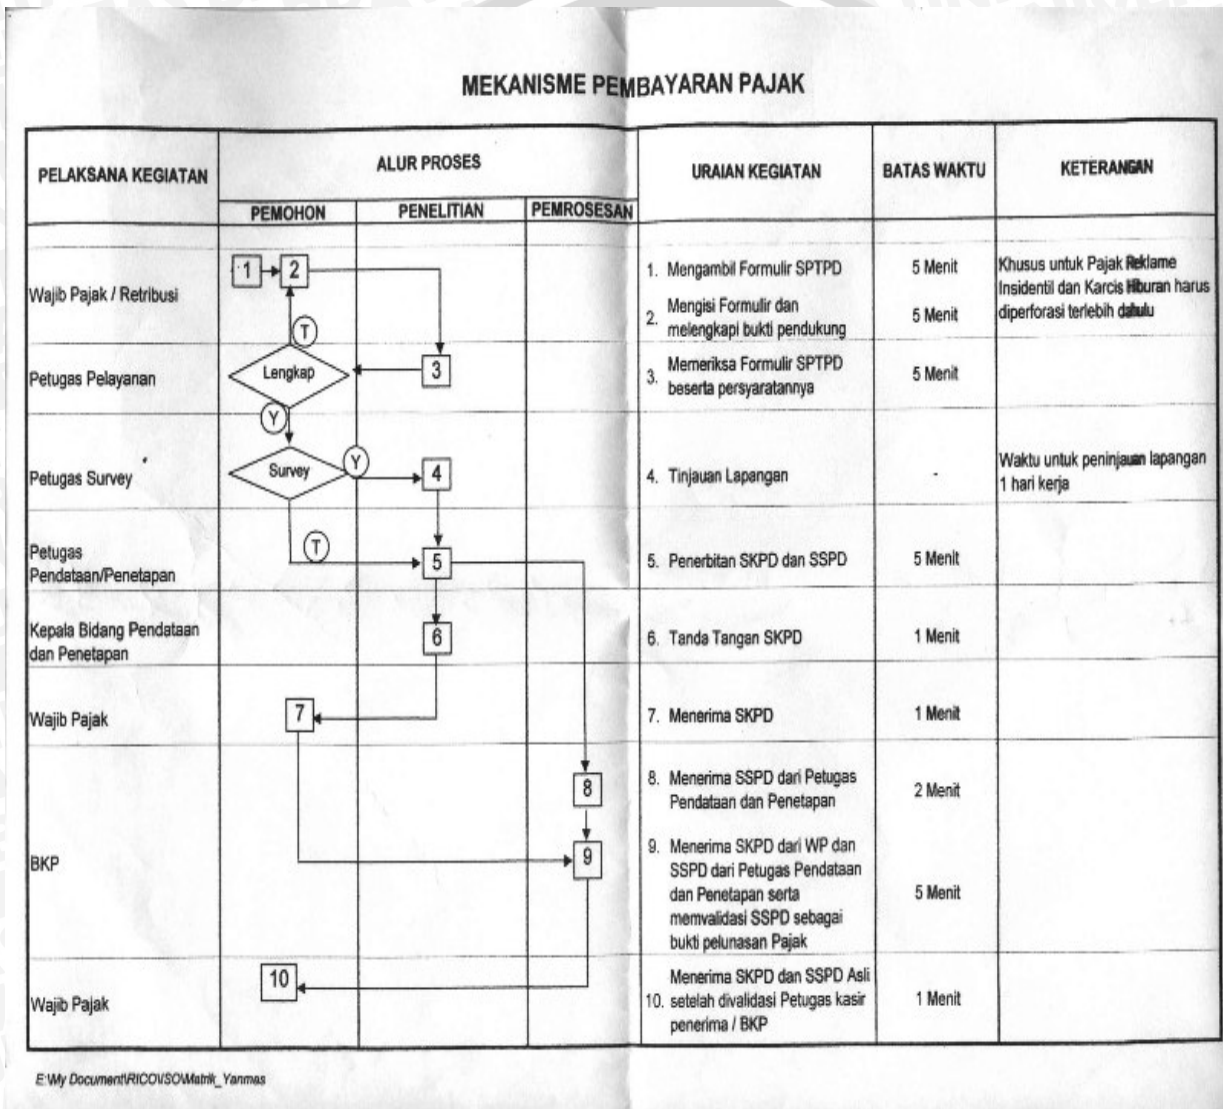 MEKANISME PEMBAYARAN PAJAK
PELAKSANA KEGIATAN
ALUR PROSES
URAIAN KEGIATAN
BATAS WAKTU
KETERANGAN
PEMOHON
PENELITIAN
PEMROSESAN
Wajib Pajak / Retribusi
1
2
1. Mengambil Formulir SPTPD
5 Menit
Khusus untuk Pajak Reklame
Insidentil dan Karcis Hiburan harus
diperforasi terlebih dahulu
2. Mengisi Formulir dan
melengkapi bukti pendukung
5 Menit
T
Petugas Pelayanan
Lengkap
3
3. Memeriksa Formulir SPTPD
beserta persyaratannya
5 Menit
Y
Petugas Survey
Survey
Y
4
4. Tinjauan Lapangan
-
Waktu untuk peninjauan lapangan
1 hari kerja
Petugas
Pendataan/Penetapan
T
5
5. Penerbitan SKPD dan SSPD
5 Menit
Kepala Bidang Pendataan
dan Penetapan
6
6. Tanda Tangan SKPD
1 Menit
Wajib Pajak
7
7. Menerima SKPD
1 Menit
BKP
8
8. Menerima SSPD dari Petugas
Pendataan dan Penetapan
2 Menit
9
9. Menerima SKPD dari WP dan
SSPD dari Petugas Pendataan
dan Penetapan serta
memvalidasi SSPD sebagai
bukti pelunasan Pajak
5 Menit
Wajib Pajak
10
Menerima SKPD dan SSPD Asli
10. setelah divalidasi Petugas kasir
penerima / BKP
1 Menit
E:\My Document\RICO\ISO\Matrik_Yanmas